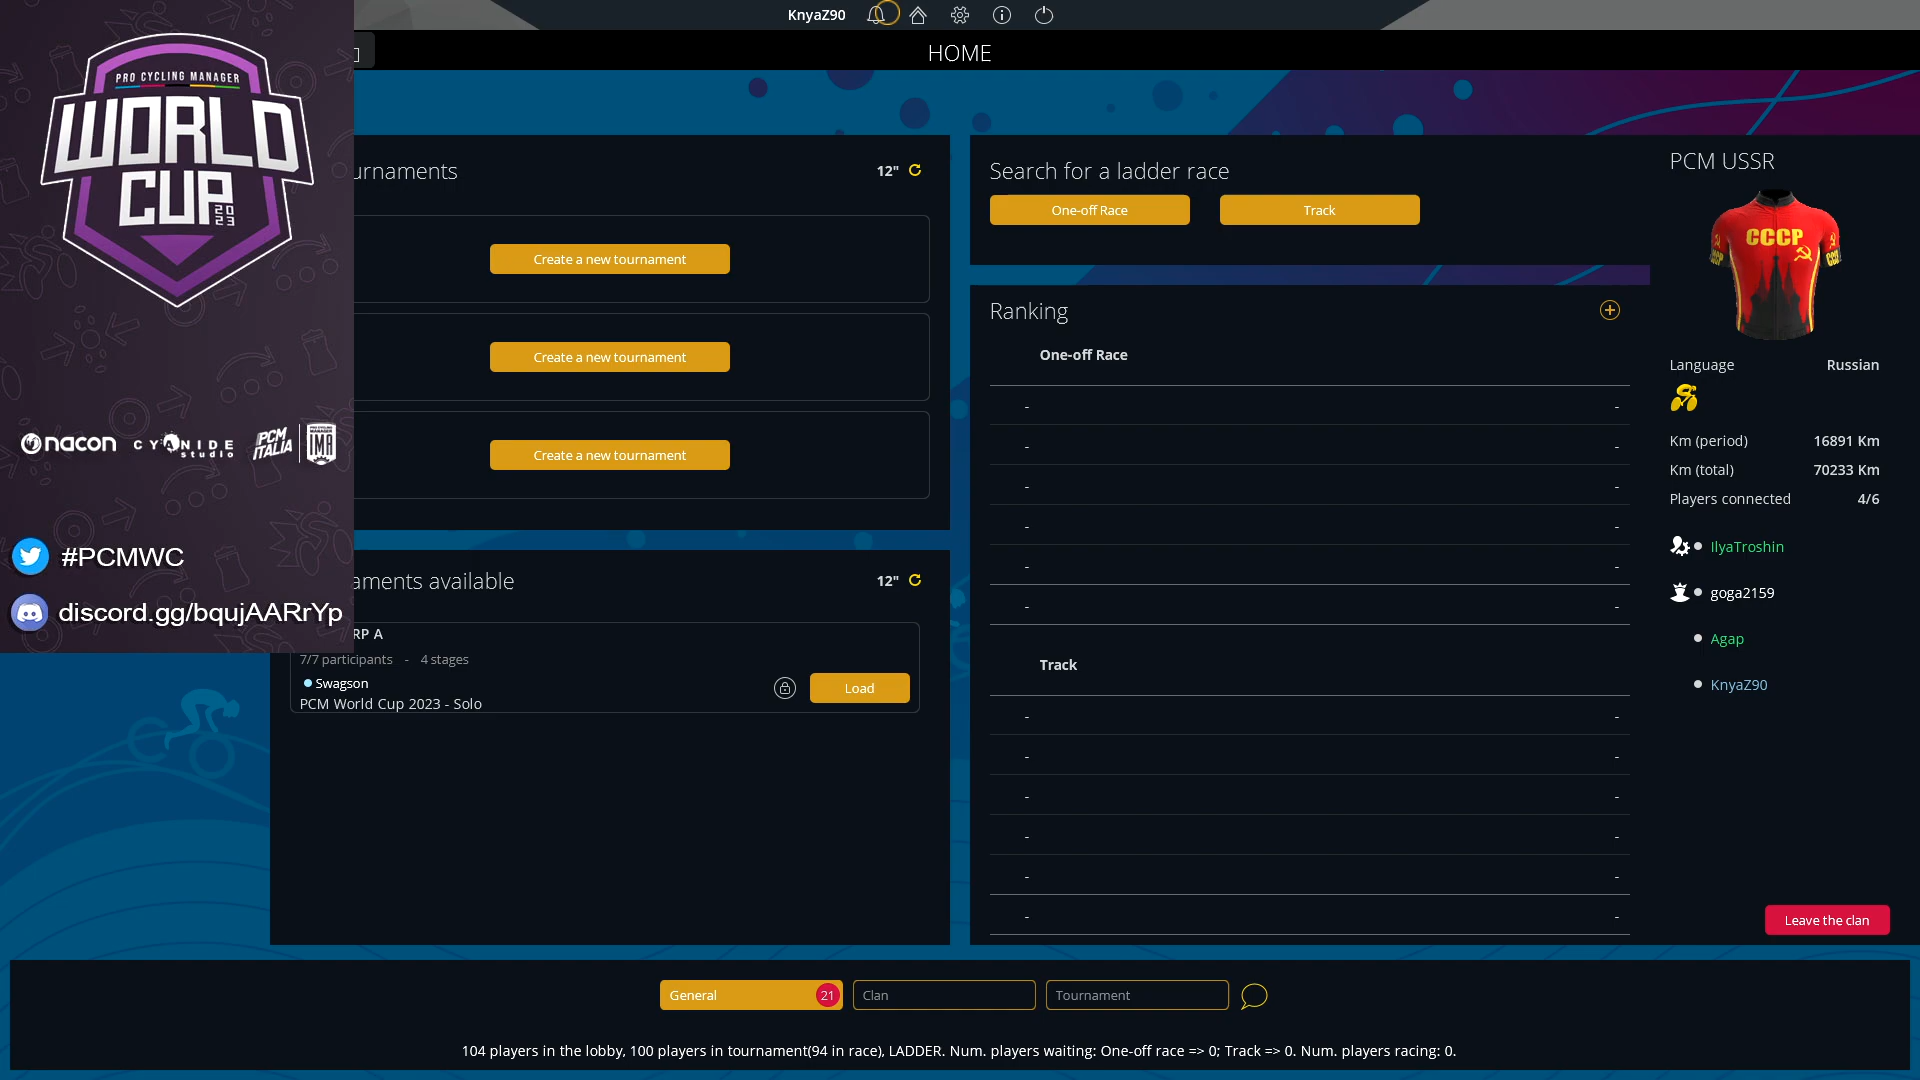 KnyaZ90
HOME
PRO CYCLING MANAGER
WORLD
CUP
2023
nacon
CYANIDE
studio
PCM
ITALIA
#PCMWC
discord.gg/bqujAARrYp
urnaments
12"
Create a new tournament
Create a new tournament
Create a new tournament
aments available
12"
RP A
7/7 participants - 4 stages
Swagson
Load
PCM World Cup 2023 - Solo
Search for a ladder race
One-off Race
Track
Ranking
One-off Race
- -
- -
- -
- -
- -
- -
Track
- -
- -
- -
- -
- -
- -
PCM USSR
CCCP
Language Russian
Km (period) 16891 Km
Km (total) 70233 Km
Players connected 4/6
IlyaTroshin
goga2159
Agap
KnyaZ90
Leave the clan
General 21
Clan
Tournament
104 players in the lobby, 100 players in tournament(94 in race), LADDER. Num. players waiting: One-off race => 0; Track => 0. Num. players racing: 0.